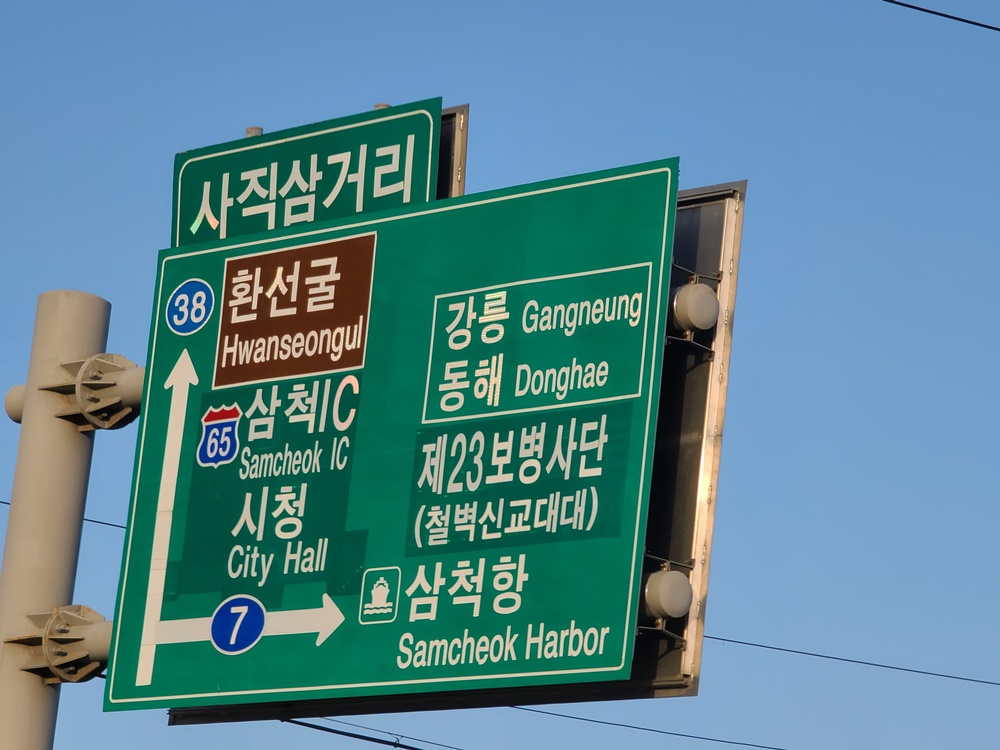 사직삼거리
38
환선굴
Hwanseongul
65
삼척IC
Samcheok IC
시청
City Hall
7
강릉 Gangneung
동해 Donghae
제23보병사단
(철벽신교대대)
삼척항
Samcheok Harbor